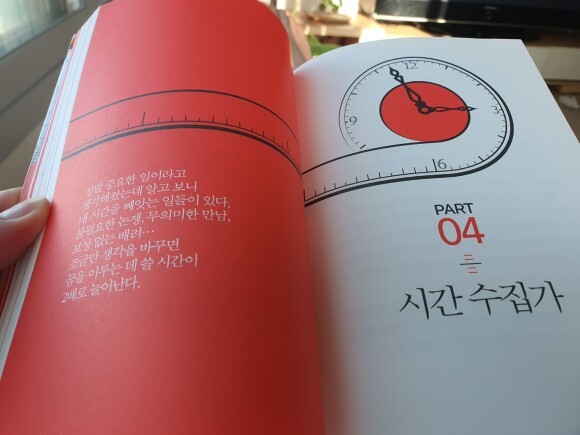 정말 중요한 일이라고
생각해왔는데 알고 보니
내 시간을 빼앗는 일들이 있다.
불필요한 논쟁, 무의미한 만남,
보상 없는 배려…
조금만 생각을 바꾸면
꿈을 이루는 데 쓸 시간이
2배로 늘어난다.
12
3
6
9
PART
04
시간 수집가